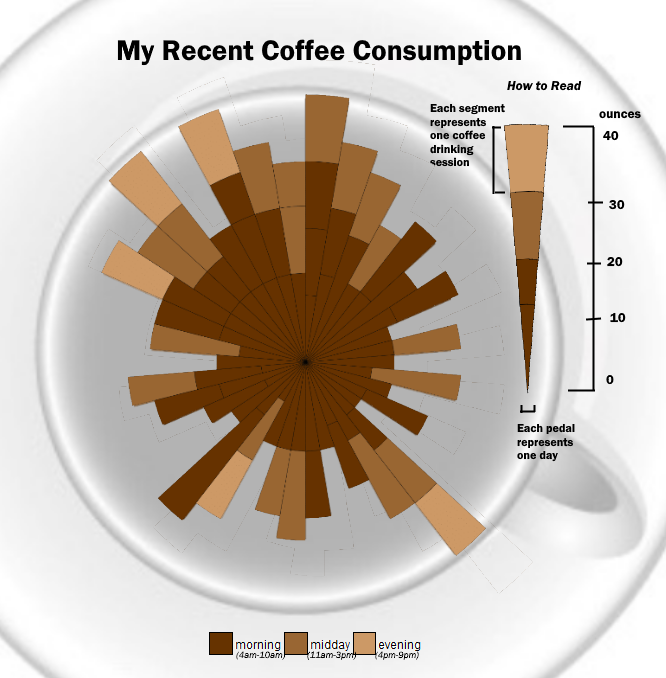 My Recent Coffee Consumption
How to Read
Each segment
represents
one coffee
drinking
session
ounces
40
30
20
10
0
Each pedal
represents
one day
morning
(4am-10am)
midday
(11am-3pm)
evening
(4pm-9pm)